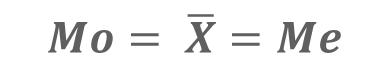 Mo = X̿ = Me